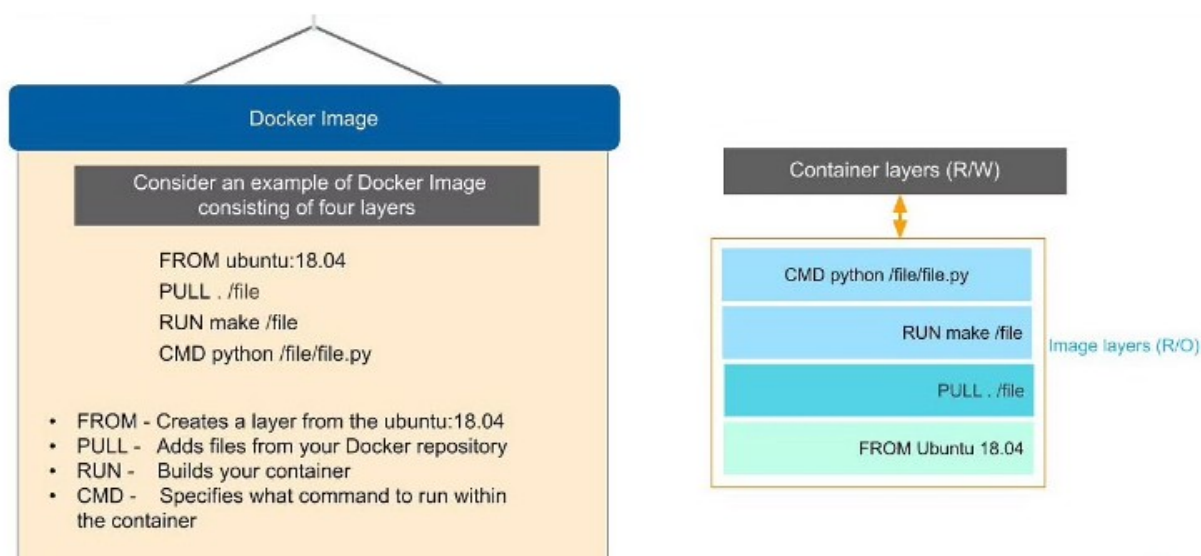 Docker Image
Consider an example of Docker Image
consisting of four layers
FROM ubuntu:18.04
PULL . /file
RUN make /file
CMD python /file/file.py
• FROM - Creates a layer from the ubuntu:18.04
• PULL - Adds files from your Docker repository
• RUN - Builds your container
• CMD - Specifies what command to run within
the container
Container layers (R/W)
CMD python /file/file.py
RUN make /file
PULL . /file
FROM Ubuntu 18.04
Image layers (R/O)